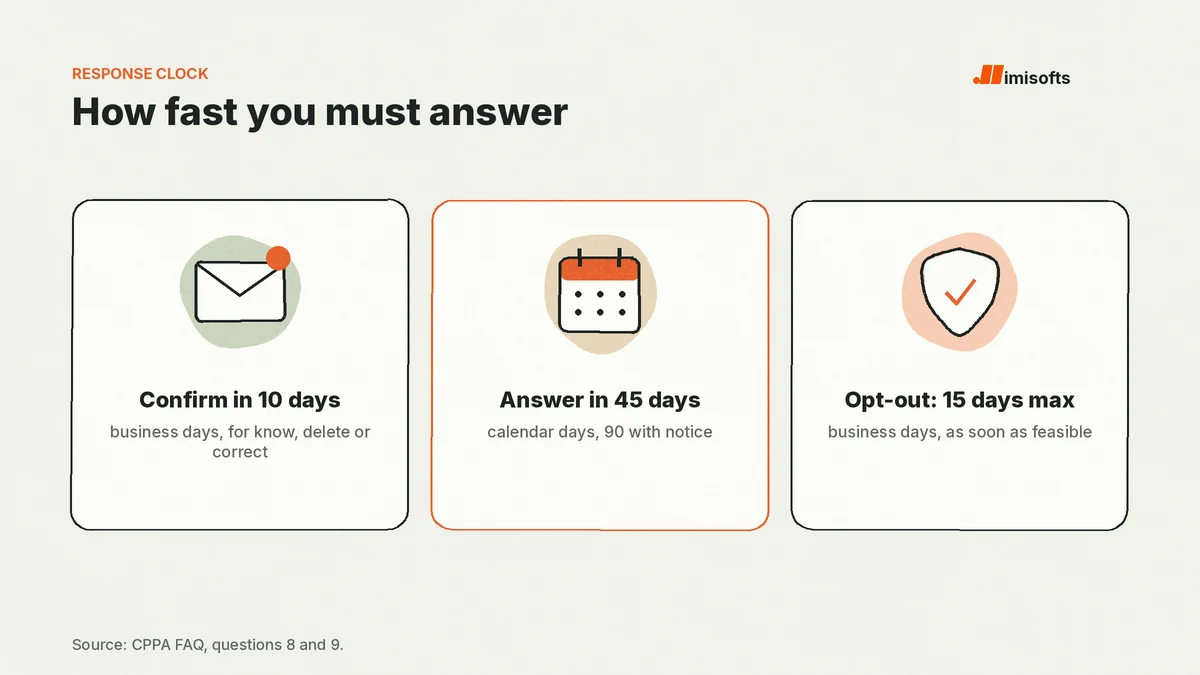 RESPONSE CLOCK
How fast you must answer
imisofts
Confirm in 10 days
business days, for know, delete or
correct
Answer in 45 days
calendar days, 90 with notice
Opt-out: 15 days max
business days, as soon as feasible
Source: CPPA FAQ, questions 8 and 9.